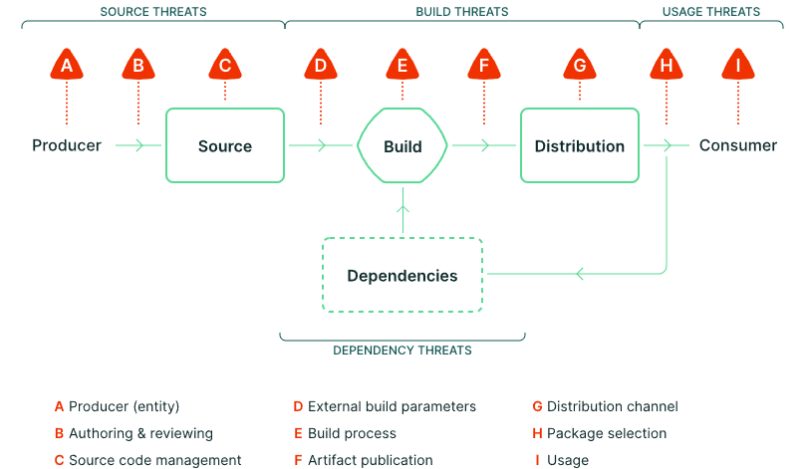 SOURCE THREATS
BUILD THREATS
USAGE THREATS
A
B
C
D
E
F
G
H
I
Producer
Source
Build
Distribution
Consumer
Dependencies
DEPENDENCY THREATS
A Producer (entity)
B Authoring & reviewing
C Source code management
D External build parameters
E Build process
F Artifact publication
G Distribution channel
H Package selection
I Usage